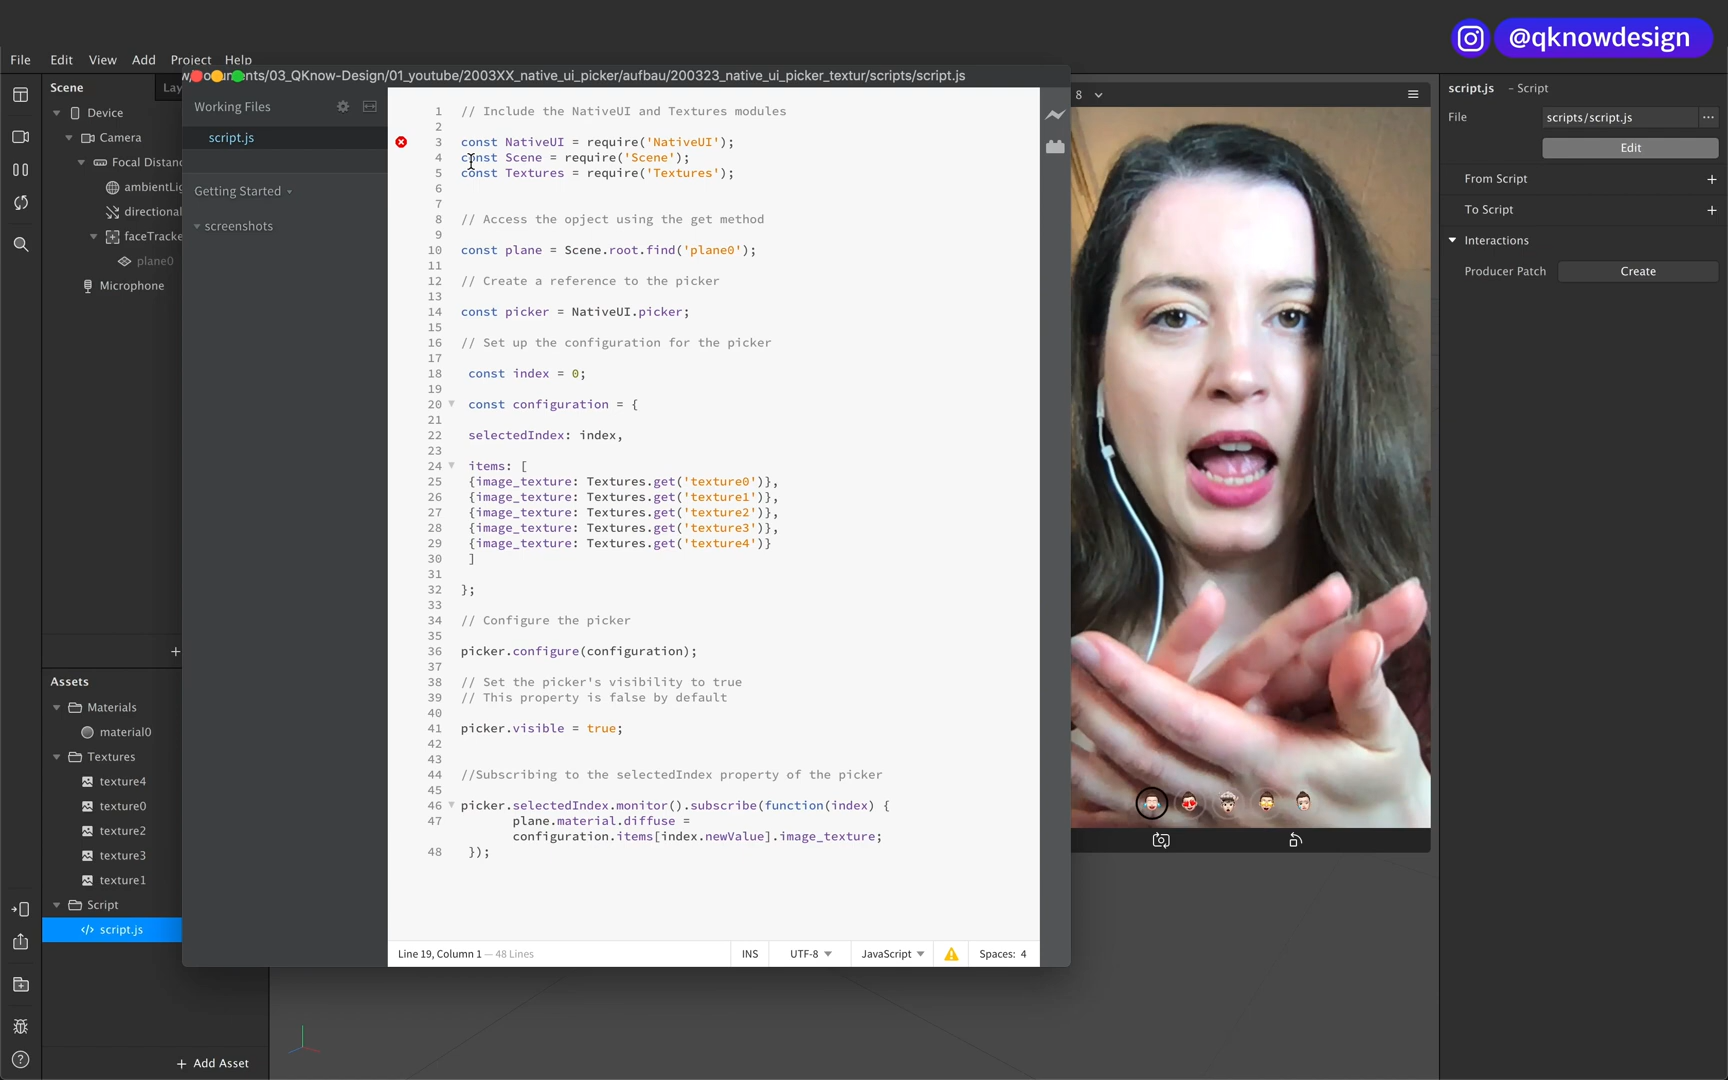 @qknowdesign
File Edit View Add Project Help
Scene
Device
Camera
ambientLig
directional
faceTracke
plane0
Microphone
Assets
Materials
material0
Textures
texture4
texture0
texture2
texture3
texture1
Script
script.js
Add Asset
ents/03_QKnow-Design/01_youtube/2003XX_native_ui_picker/aufbau/200323_native_ui_picker_textur/scripts/script.js
Working Files
script.js
Getting Started
screenshots
1 // Include the NativeUI and Textures modules
2
3 const NativeUI = require('NativeUI');
4 const Scene = require('Scene');
5 const Textures = require('Textures');
6
7
8 // Access the opject using the get method
9
10 const plane = Scene.root.find('plane0');
11
12 // Create a reference to the picker
13
14 const picker = NativeUI.picker;
15
16 // Set up the configuration for the picker
17
18 const index = 0;
19
20 const configuration = {
21
22 selectedIndex: index,
23
24 items: [
25 {image_texture: Textures.get('texture0')},
26 {image_texture: Textures.get('texture1')},
27 {image_texture: Textures.get('texture2')},
28 {image_texture: Textures.get('texture3')},
29 {image_texture: Textures.get('texture4')}
30 ]
31
32 };
33
34 // Configure the picker
35
36 picker.configure(configuration);
37
38 // Set the picker's visibility to true
39 // This property is false by default
40
41 picker.visible = true;
42
43
44 //Subscribing to the selectedIndex property of the picker
45
46 picker.selectedIndex.monitor().subscribe(function(index) {
47 plane.material.diffuse =
configuration.items[index.newValue].image_texture;
48 });
Line 19, Column 1 — 48 Lines
INS UTF-8 JavaScript Spaces: 4
8
script.js - Script
File scripts/script.js
Edit
From Script
To Script
Interactions
Producer Patch Create